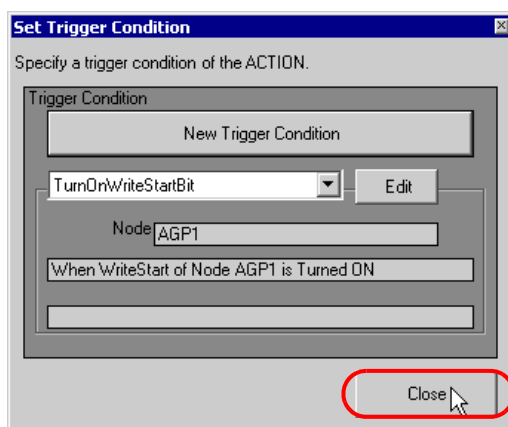 Set Trigger Condition
Specify a trigger condition of the ACTION.
Trigger Condition
New Trigger Condition
TurnOnWriteStartBit
Edit
Node AGP1
When WriteStart of Node AGP1 is Turned ON
Close